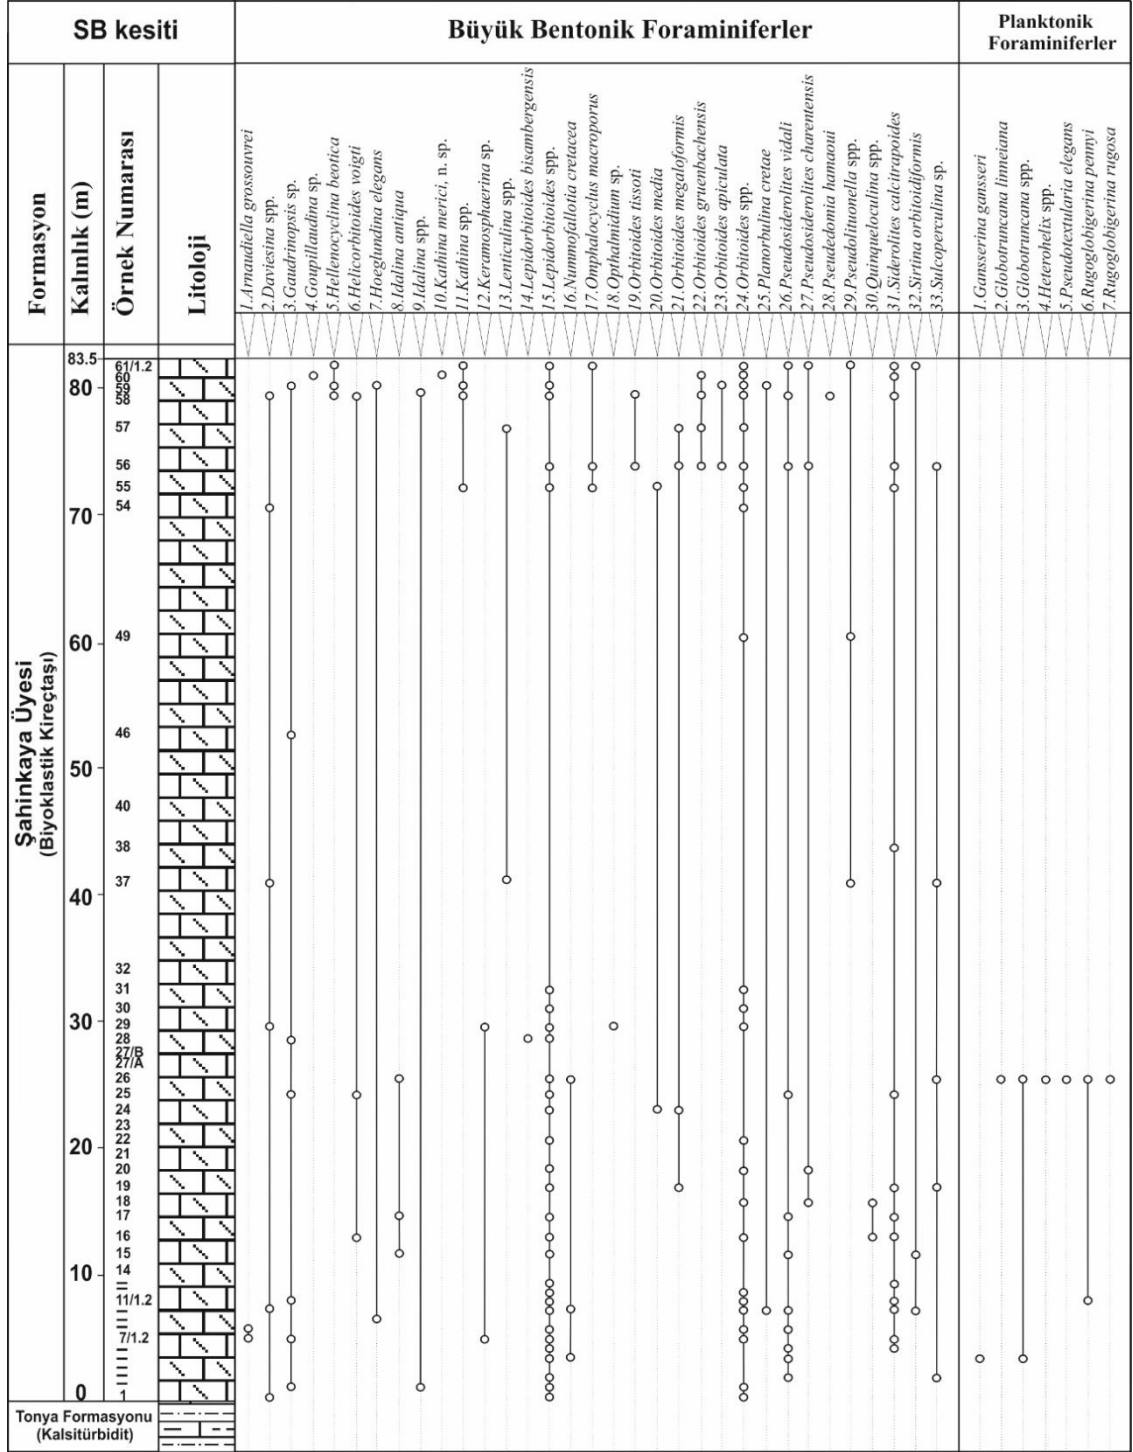 SB kesiti
Büyük Bentonik Foraminiferler
Planktonik
Foraminiferler
Formasyon
Kalınlık (m)
Örnek Numarası
Litoloji
1.Arnaudiella grossouvrei
2.Daviesina spp.
3.Gaudrinopsis sp.
4.Goupillaudina sp.
5.Hellenocyclina beotica
6.Helicorbitoides voigti
7.Hoeglundina elegans
8.Idalina antiqua
9.Idalina spp.
10.Kathina merici, n. sp.
11.Kathina spp.
12.Keramosphaerina sp.
13.Lenticulina spp.
14.Lepidorbitoides bisambergensis
15.Lepidorbitoides spp.
16.Nummofallotia cretacea
17.Omphalocyclus macroporus
18.Opthalmidium sp.
19.Orbitoides tissoti
20.Orbitoides media
21.Orbitoides megaloformis
22.Orbitoides gruenbachensis
23.Orbitoides apiculata
24.Orbitoides spp.
25.Planorbulina cretae
26.Pseudosiderolites vidali
27.Pseudosiderolites charentensis
28.Pseudedomia hamaoui
29.Pseudolituonella spp.
30.Quinqueloculina spp.
31.Siderolites calcitrapoides
32.Sirtina orbitoidiformis
33.Sulcoperculina sp.
1.Gansserina gansseri
2.Globotruncana linneiana
3.Globotruncana spp.
4.Heterohelix spp.
5.Pseudotextularia elegans
6.Rugoglobigerina pennyi
7.Rugoglobigerina rugosa
83.5
61/1.2
60
80
59
58
57
56
55
54
70
49
60
46
50
40
38
37
40
32
31
30
30
29
28
27/B
27/A
26
25
24
23
22
20
21
20
19
18
17
16
15
14
10
11/1.2
7/1.2
0
1
Şahinkaya Üyesi
(Biyoklastik Kireçtaşı)
Tonya Formasyonu
(Kalsitürbidit)